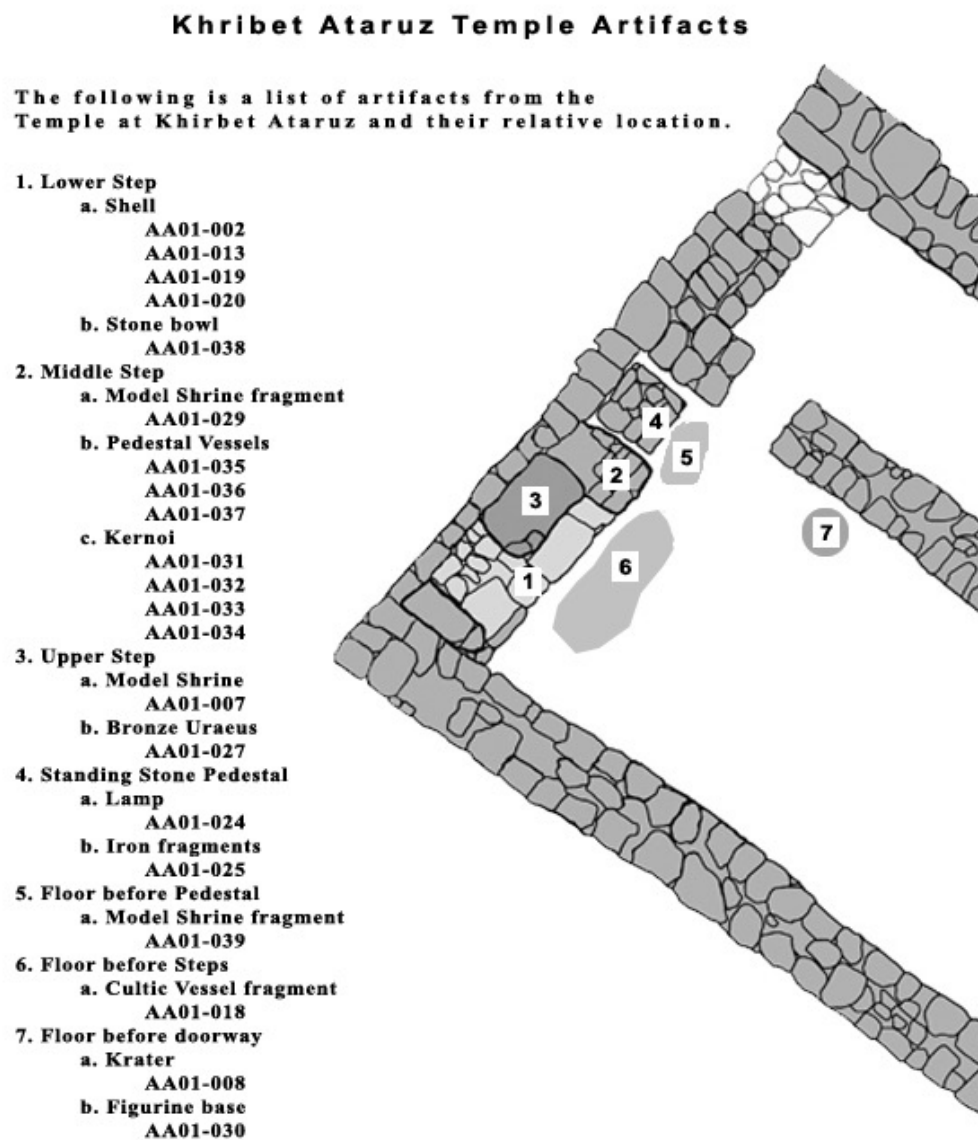 Khribet Ataruz Temple Artifacts
The following is a list of artifacts from the
Temple at Khirbet Ataruz and their relative location.
1. Lower Step
a. Shell
AA01-002
AA01-013
AA01-019
AA01-020
b. Stone bowl
AA01-038
2. Middle Step
a. Model Shrine fragment
AA01-029
b. Pedestal Vessels
AA01-035
AA01-036
AA01-037
c. Kernoi
AA01-031
AA01-032
AA01-033
AA01-034
3. Upper Step
a. Model Shrine
AA01-007
b. Bronze Uraeus
AA01-027
4. Standing Stone Pedestal
a. Lamp
AA01-024
b. Iron fragments
AA01-025
5. Floor before Pedestal
a. Model Shrine fragment
AA01-039
6. Floor before Steps
a. Cultic Vessel fragment
AA01-018
7. Floor before doorway
a. Krater
AA01-008
b. Figurine base
AA01-030
4
5
2
3
7
6
1